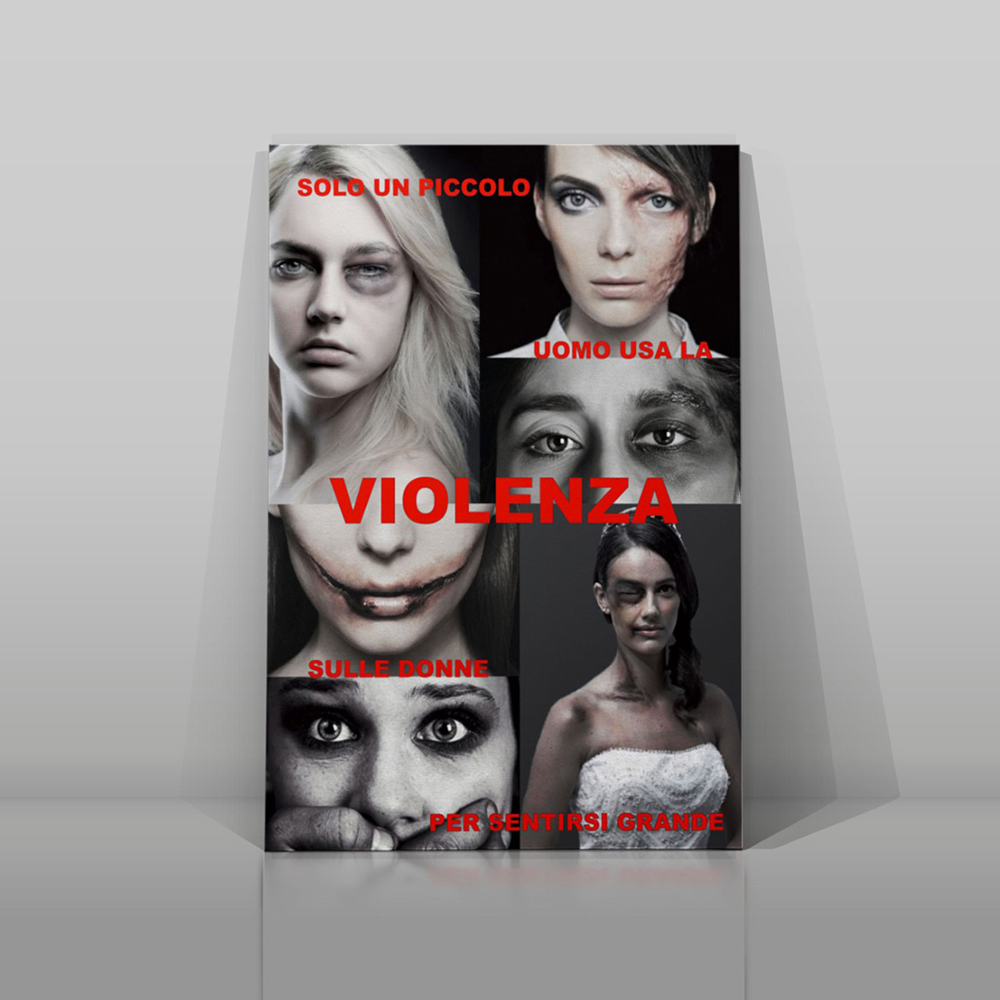 SOLO UN PICCOLO
UOMO USA LA
VIOLENZA
SULLE DONNE
PER SENTIRSI GRANDE